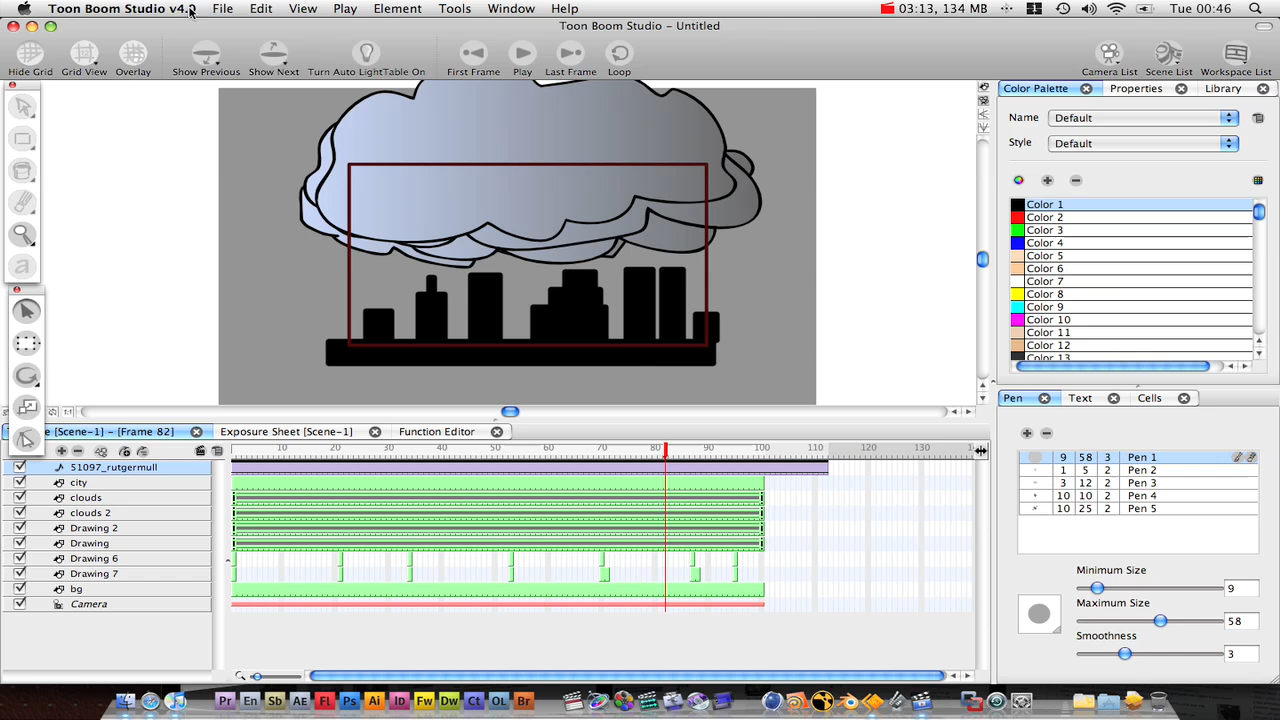 Toon Boom Studio v4.0 File Edit View Play Element Tools Window Help 03:13, 134 MB Tue 00:46
Toon Boom Studio - Untitled
Hide Grid Grid View Overlay Show Previous Show Next Turn Auto LightTable On First Frame Play Last Frame Loop Camera List Scene List Workspace List
Color Palette Properties Library
Name Default
Style Default
Color 1
Color 2
Color 3
Color 4
Color 5
Color 6
Color 7
Color 8
Color 9
Color 10
Color 11
Color 12
Color 13
Pen Text Cells
9 58 3 Pen 1
1 5 2 Pen 2
3 12 2 Pen 3
10 10 2 Pen 4
10 25 2 Pen 5
Minimum Size
9
Maximum Size
58
Smoothness
3
[Scene-1] - [Frame 82] Exposure Sheet [Scene-1] Function Editor
10 20 30 40 50 60 70 80 90 100 110 120 130
51097_rutgermull
city
clouds
clouds 2
Drawing 2
Drawing
Drawing 6
Drawing 7
bg
Camera
1:1
a
Pr En Sb AE Fl Ps Ai Id Fw Dw Ct OL Br